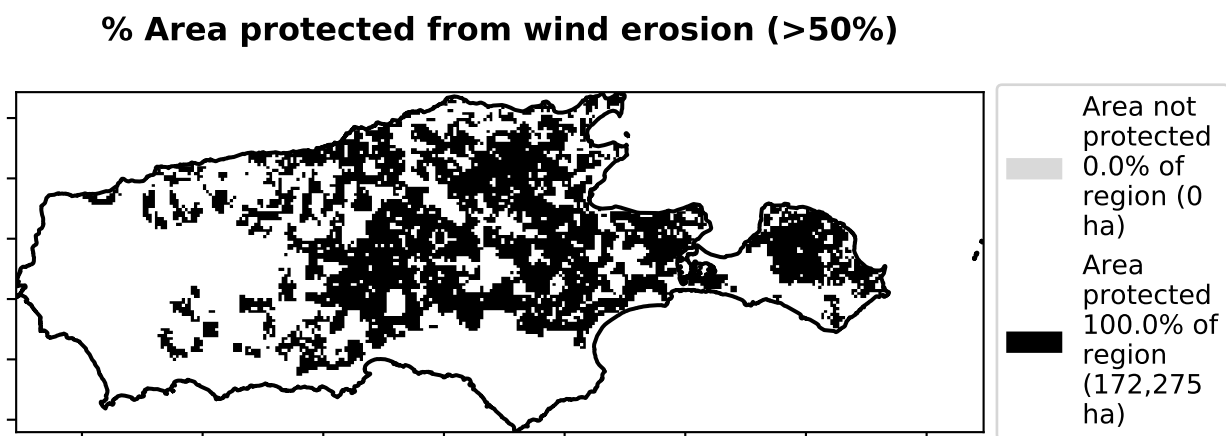 % Area protected from wind erosion (>50%)
Area not
protected
0.0% of
region (0
ha)
Area
protected
100.0% of
region
(172,275
ha)